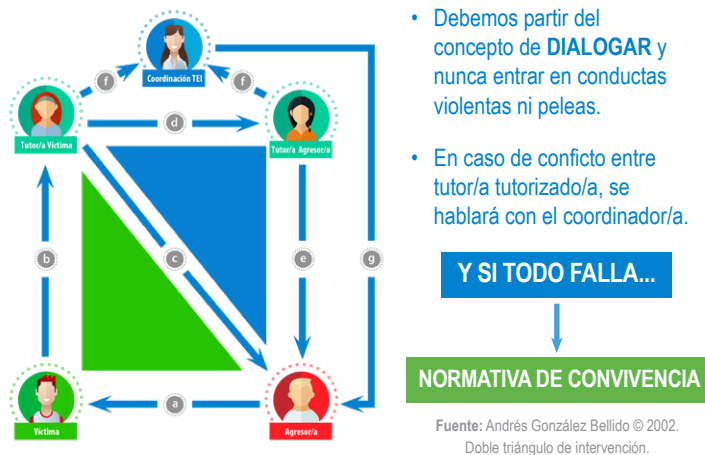 Coordinación TEI
f
f
Tutor/a Víctima
d
Tutor/a Agresor/a
b
c
e
g
Víctima
a
Agresor/a
• Debemos partir del
concepto de DIALOGAR y
nunca entrar en conductas
violentas ni peleas.
• En caso de conficto entre
tutor/a tutorizado/a, se
hablará con el coordinador/a.
Y SI TODO FALLA...
NORMATIVA DE CONVIVENCIA
Fuente: Andrés González Bellido © 2002.
Doble triángulo de intervención.